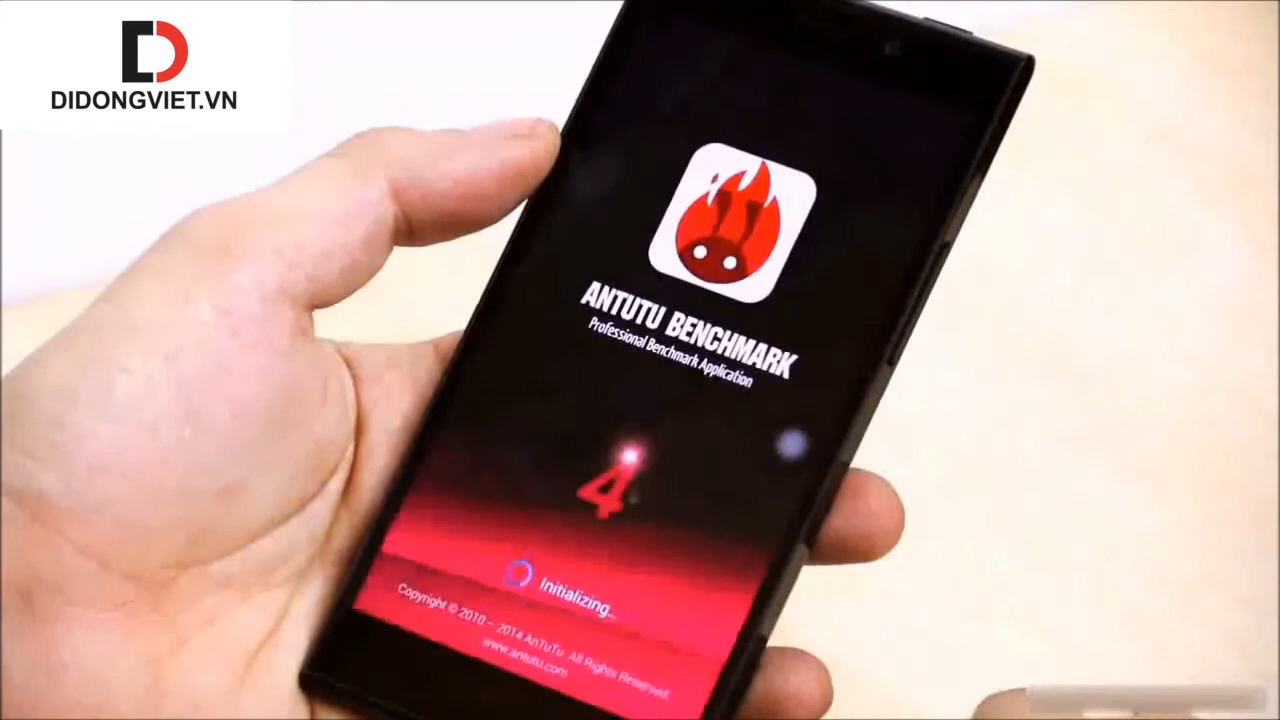 DIDONGVIET.VN
ANTUTU BENCHMARK
Professional Benchmark Application
4
Initializing...
Copyright © 2010 - 2014 AnTuTu All Rights Reserved.
www.antutu.com